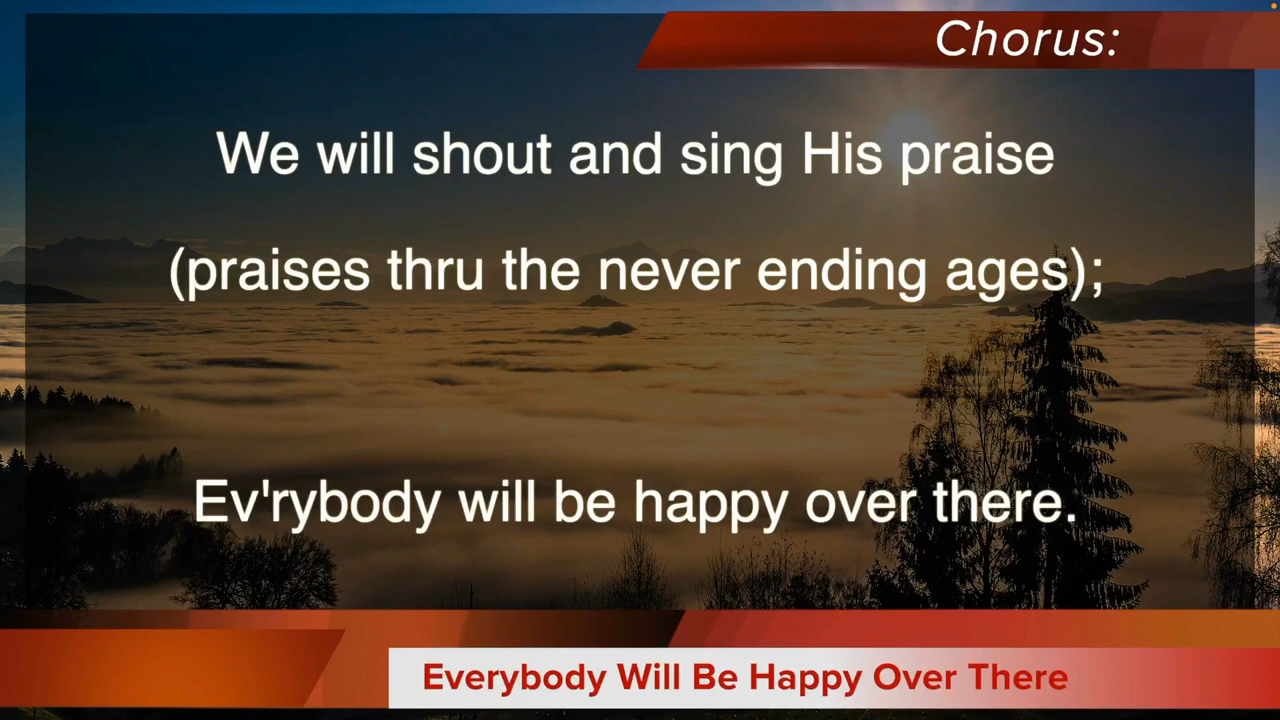 Chorus:
We will shout and sing His praise
(praises thru the never ending ages);
Ev'rybody will be happy over there.
Everybody Will Be Happy Over There